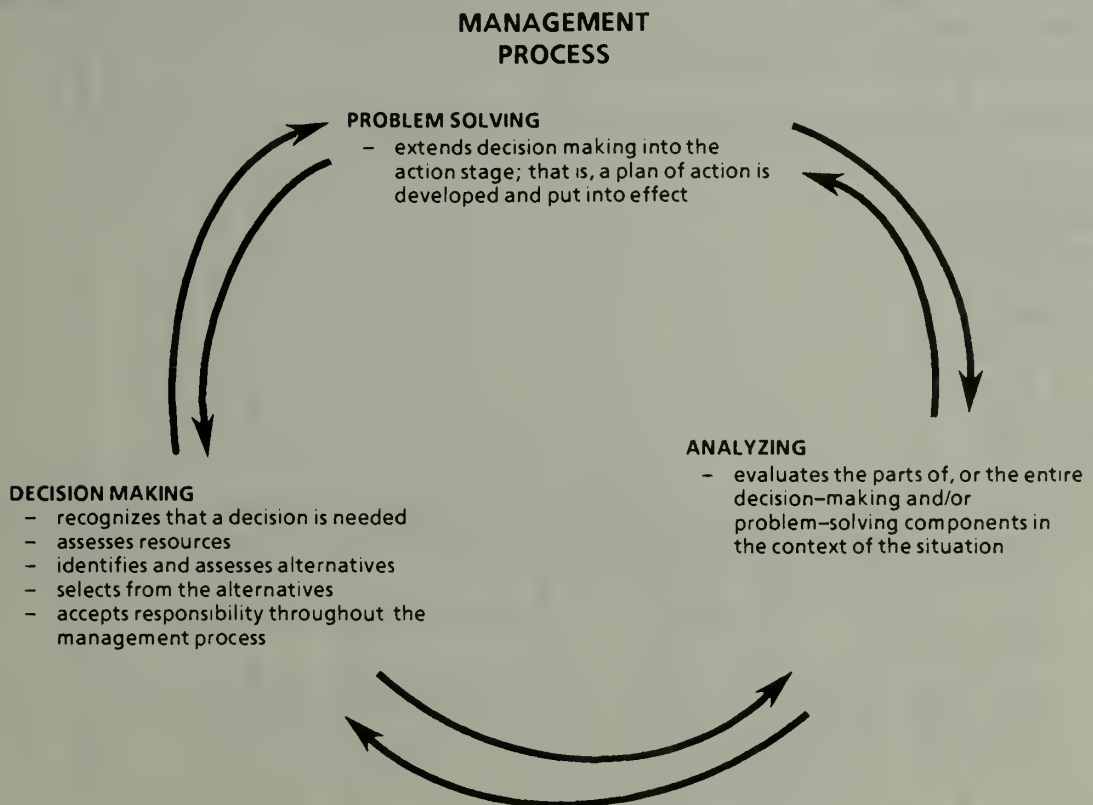 MANAGEMENT
PROCESS
PROBLEM SOLVING
– extends decision making into the
action stage; that is, a plan of action is
developed and put into effect
ANALYZING
– evaluates the parts of, or the entire
decision–making and/or
problem–solving components in
the context of the situation
DECISION MAKING
– recognizes that a decision is needed
– assesses resources
– identifies and assesses alternatives
– selects from the alternatives
– accepts responsibility throughout the
management process